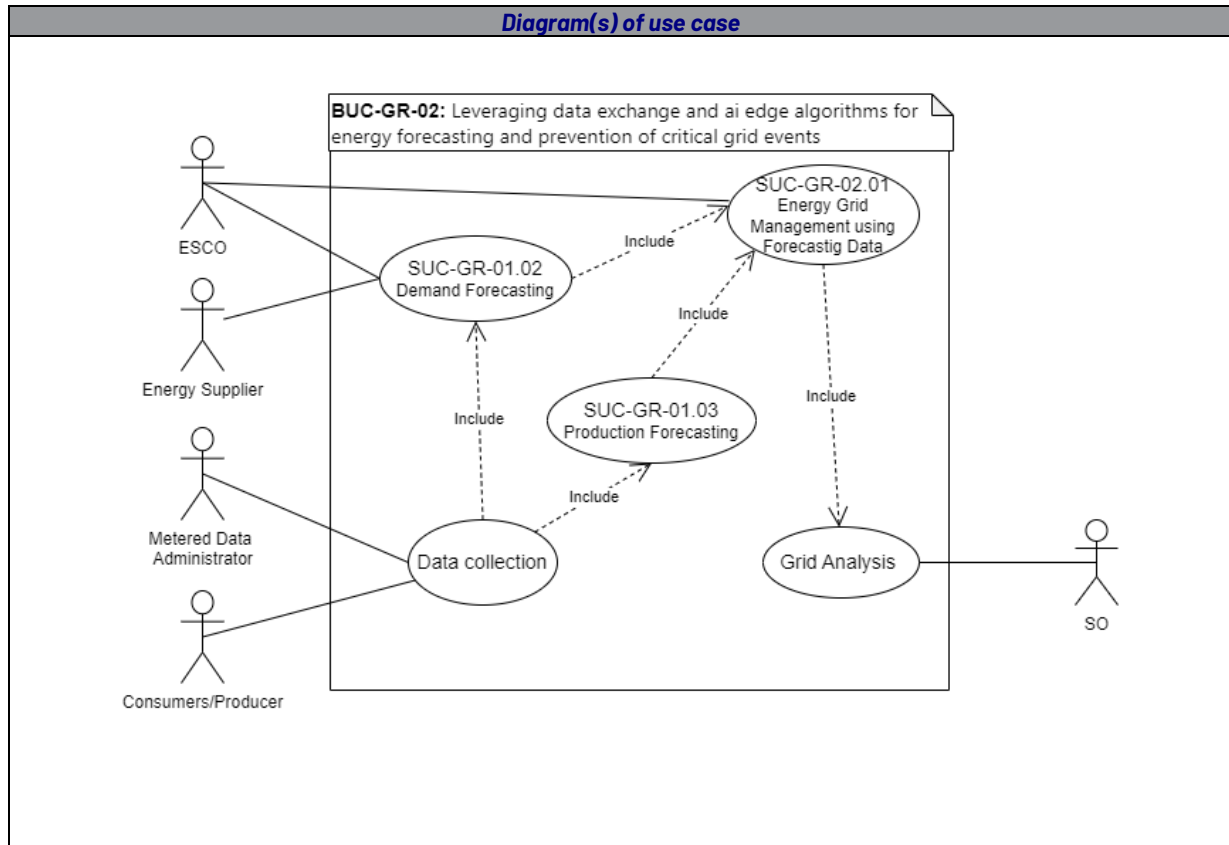 Diagram(s) of use case
BUC-GR-02: Leveraging data exchange and ai edge algorithms for
energy forecasting and prevention of critical grid events
ESCO
SUC-GR-02.01
Energy Grid
Management using
Forecastig Data
Include
SUC-GR-01.02
Demand Forecasting
Energy Supplier
Include
Include
Include
SUC-GR-01.03
Production Forecasting
Include
Metered Data
Administrator
Data collection
Grid Analysis
SO
Consumers/Producer